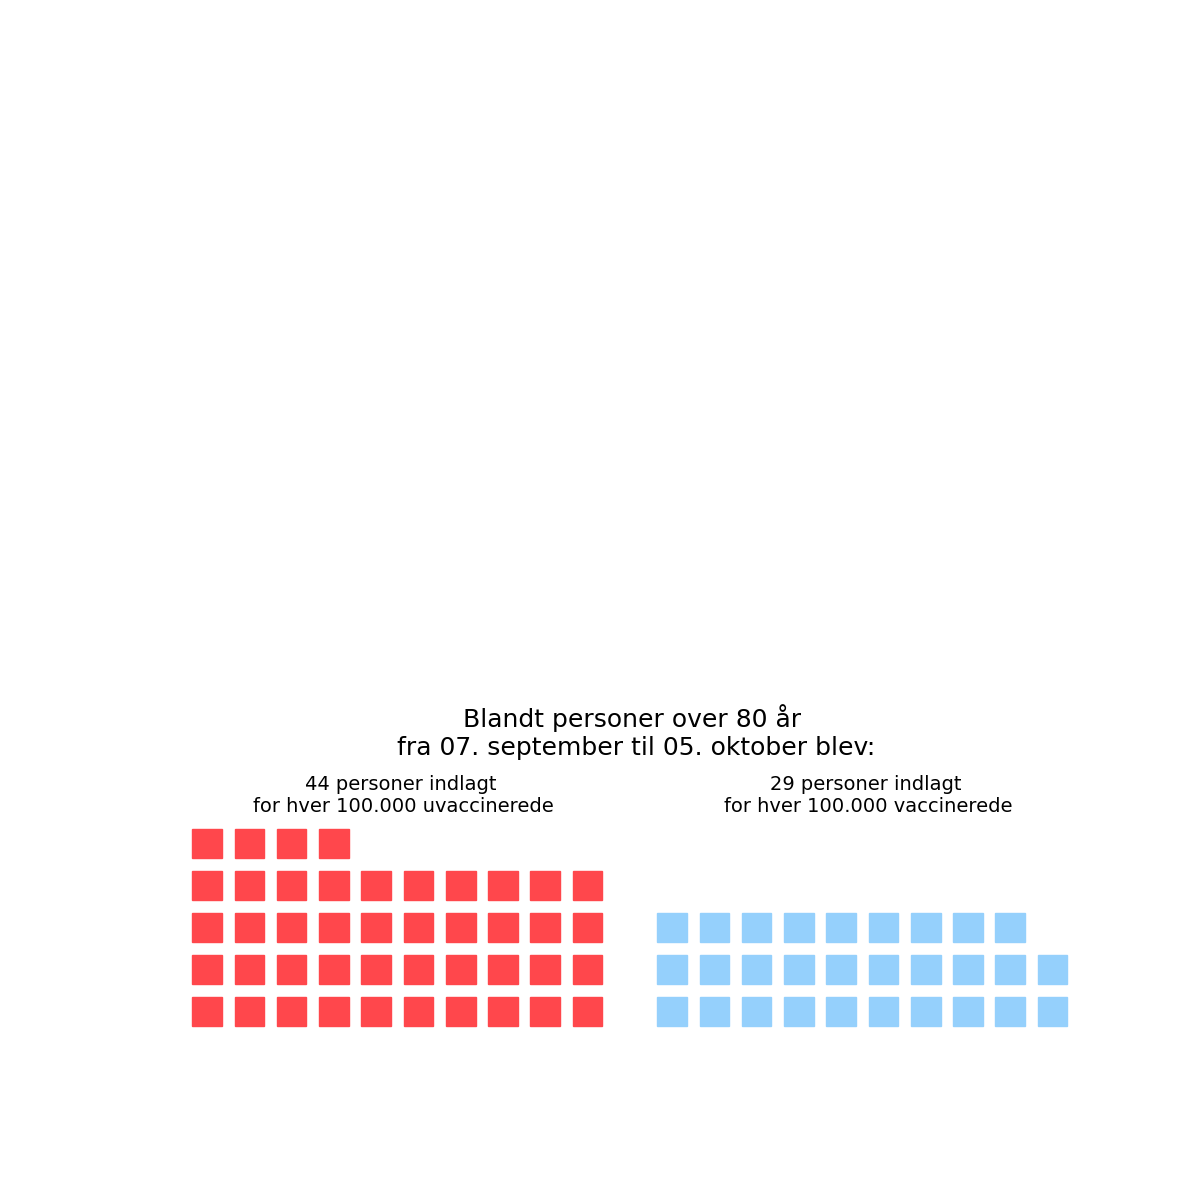 Blandt personer over 80 år
fra 07. september til 05. oktober blev:
44 personer indlagt
for hver 100.000 uvaccinerede
29 personer indlagt
for hver 100.000 vaccinerede